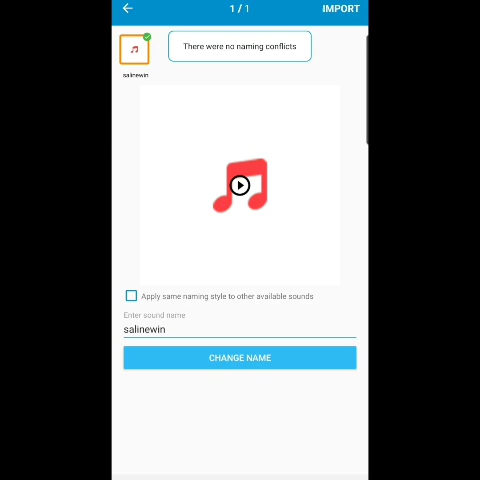 1 / 1
IMPORT
There were no naming conflicts
salinewin
Apply same naming style to other available sounds
Enter sound name
salinewin
CHANGE NAME